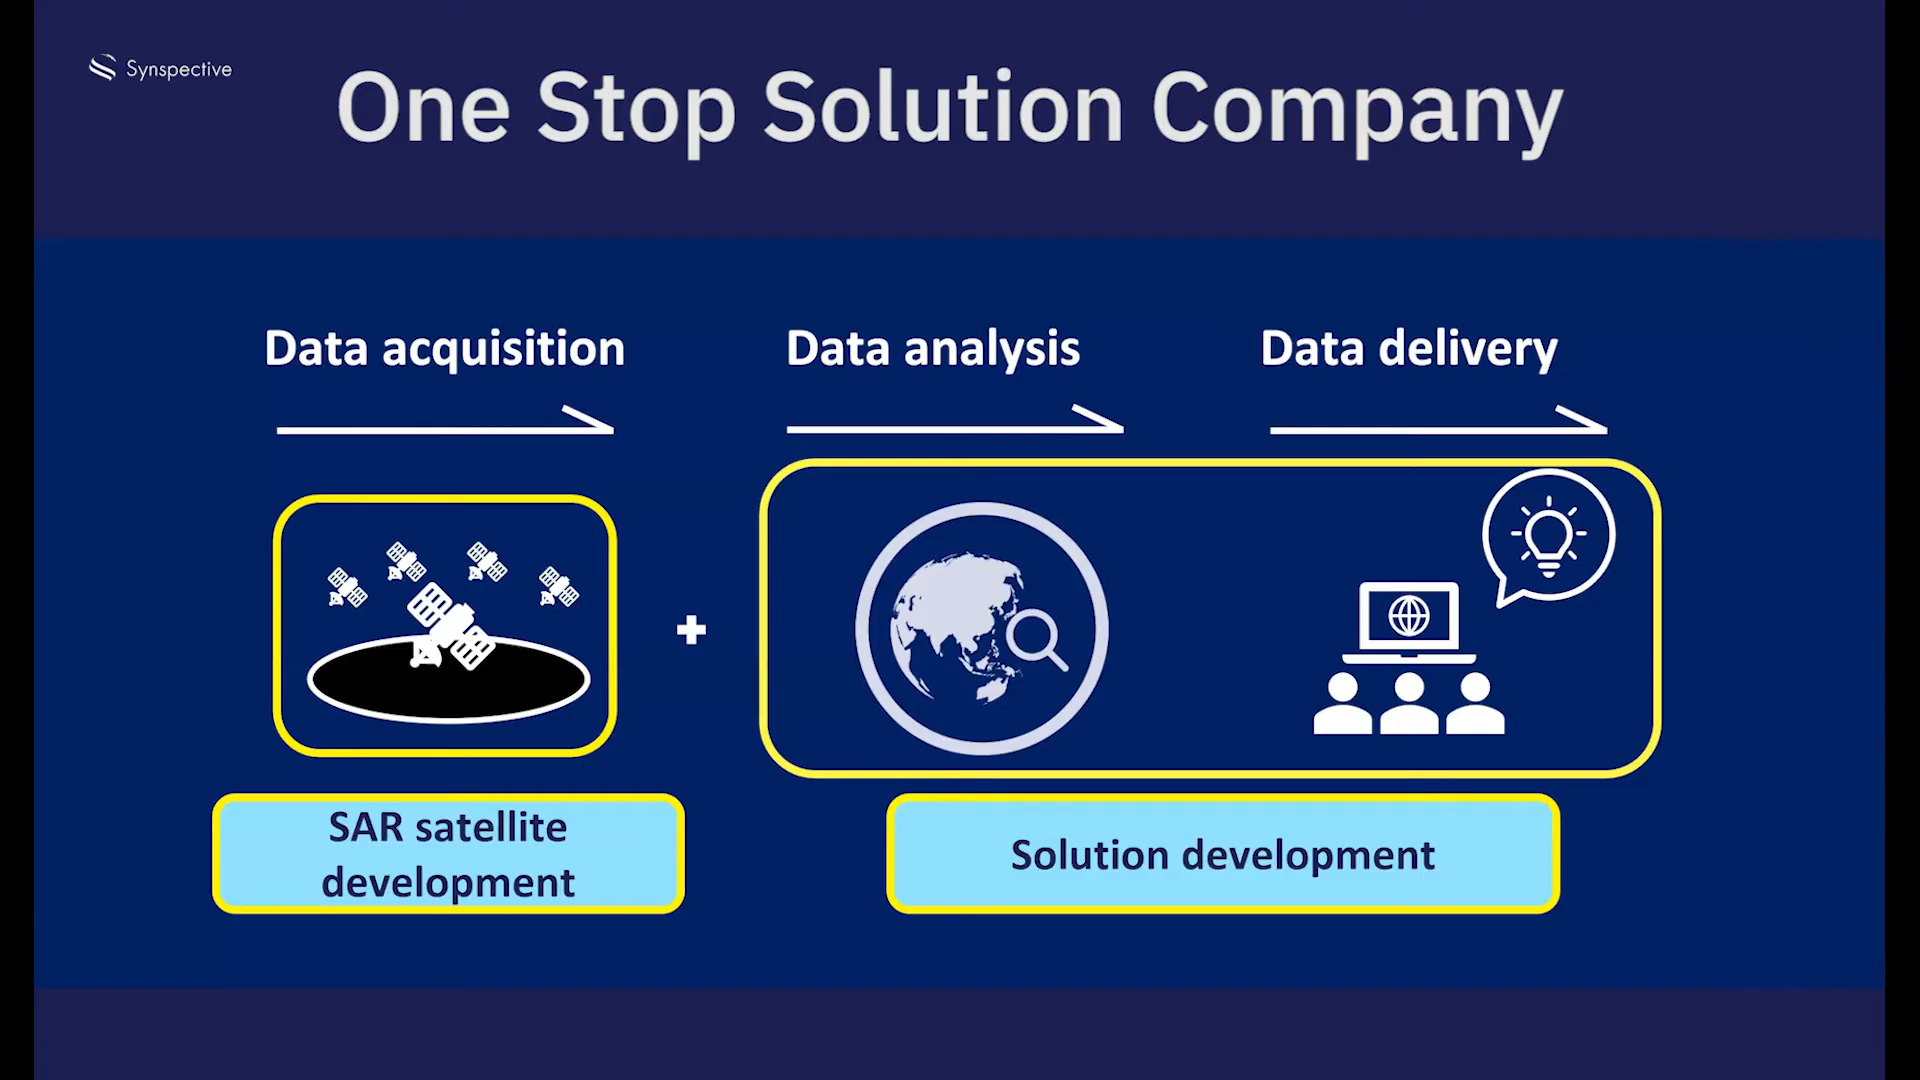 Synspective
One Stop Solution Company
Data acquisition
Data analysis
Data delivery
+
SAR satellite
development
Solution development